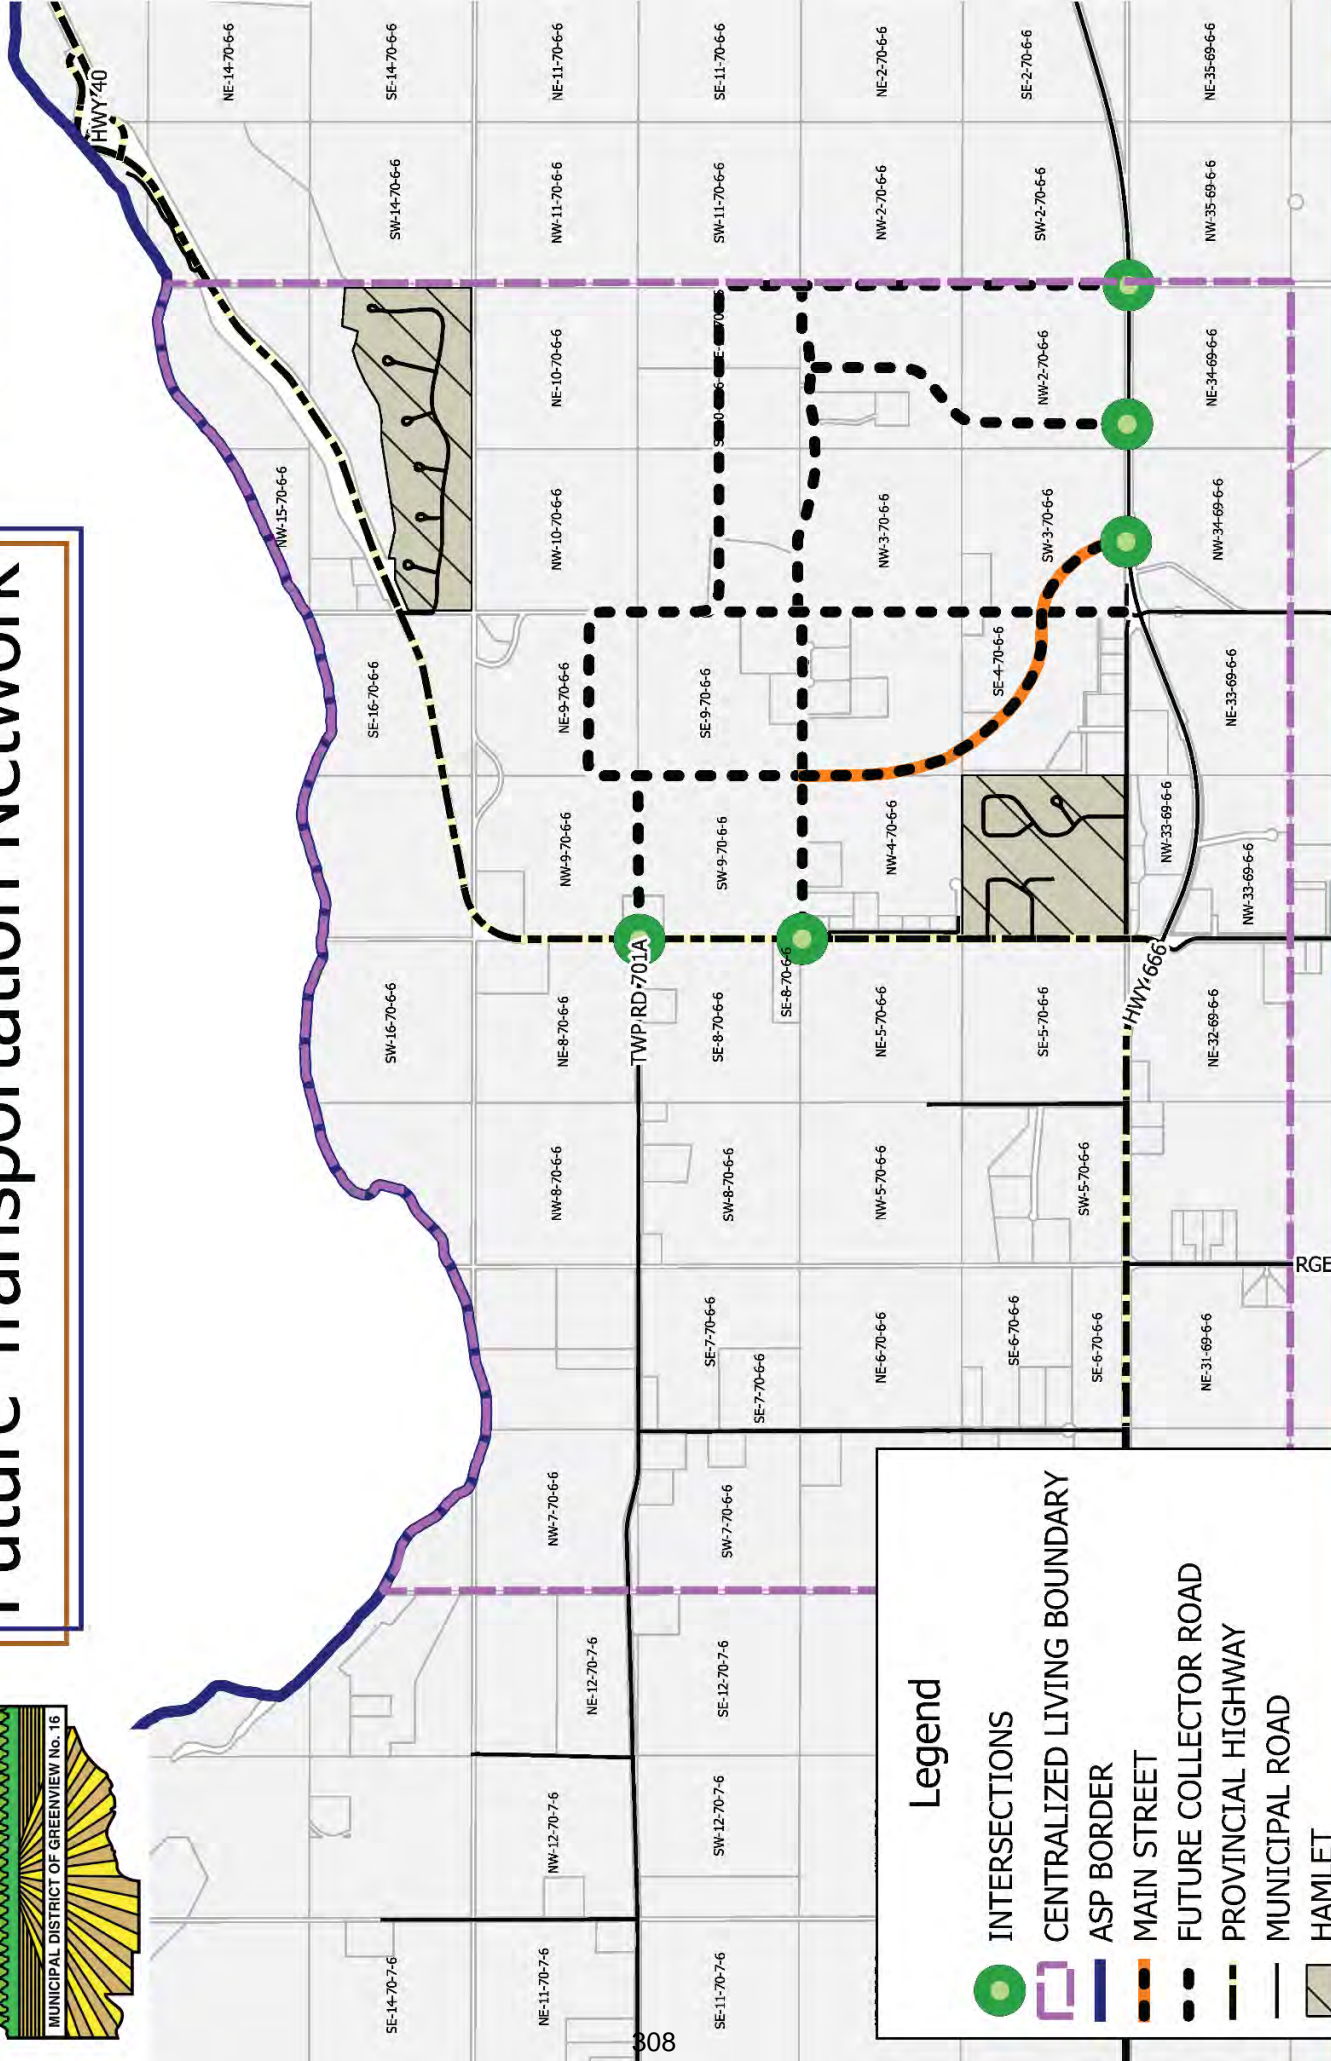 Future Transportation Network
MUNICIPAL DISTRICT OF GREENVIEW No. 16
HWY 40
NE-14-70-6-6
SE-14-70-6-6
NE-11-70-6-6
SE-11-70-6-6
NE-2-70-6-6
SE-2-70-6-6
NE-35-69-6-6
SW-14-70-6-6
NW-11-70-6-6
SW-11-70-6-6
NW-2-70-6-6
SW-2-70-6-6
NW-35-69-6-6
NE-10-70-6-6
NW-2-70-6-6
NE-34-69-6-6
NW-15-70-6-6
NW-10-70-6-6
NW-3-70-6-6
SW-3-70-6-6
NW-34-69-6-6
SE-16-70-6-6
NE-9-70-6-6
SE-9-70-6-6
SE-4-70-6-6
NE-33-69-6-6
NW-9-70-6-6
SW-9-70-6-6
NW-4-70-6-6
NW-33-69-6-6
NW-33-69-6-6
SW-16-70-6-6
NE-8-70-6-6
TWP RD 701A
SE-8-70-6-6
SE-8-70-6-6
NE-5-70-6-6
SE-5-70-6-6
HWY 666
NE-32-69-6-6
NW-8-70-6-6
SW-8-70-6-6
NW-5-70-6-6
SW-5-70-6-6
RGE
SE-7-70-6-6
SE-7-70-6-6
NE-6-70-6-6
SE-6-70-6-6
SE-6-70-6-6
NE-31-69-6-6
NW-7-70-6-6
SW-7-70-6-6
NE-12-70-7-6
SE-12-70-7-6
NW-12-70-7-6
SW-12-70-7-6
SE-14-70-7-6
NE-11-70-7-6
SE-11-70-7-6
Legend
INTERSECTIONS
CENTRALIZED LIVING BOUNDARY
ASP BORDER
MAIN STREET
FUTURE COLLECTOR ROAD
PROVINCIAL HIGHWAY
MUNICIPAL ROAD
HAMLET
308